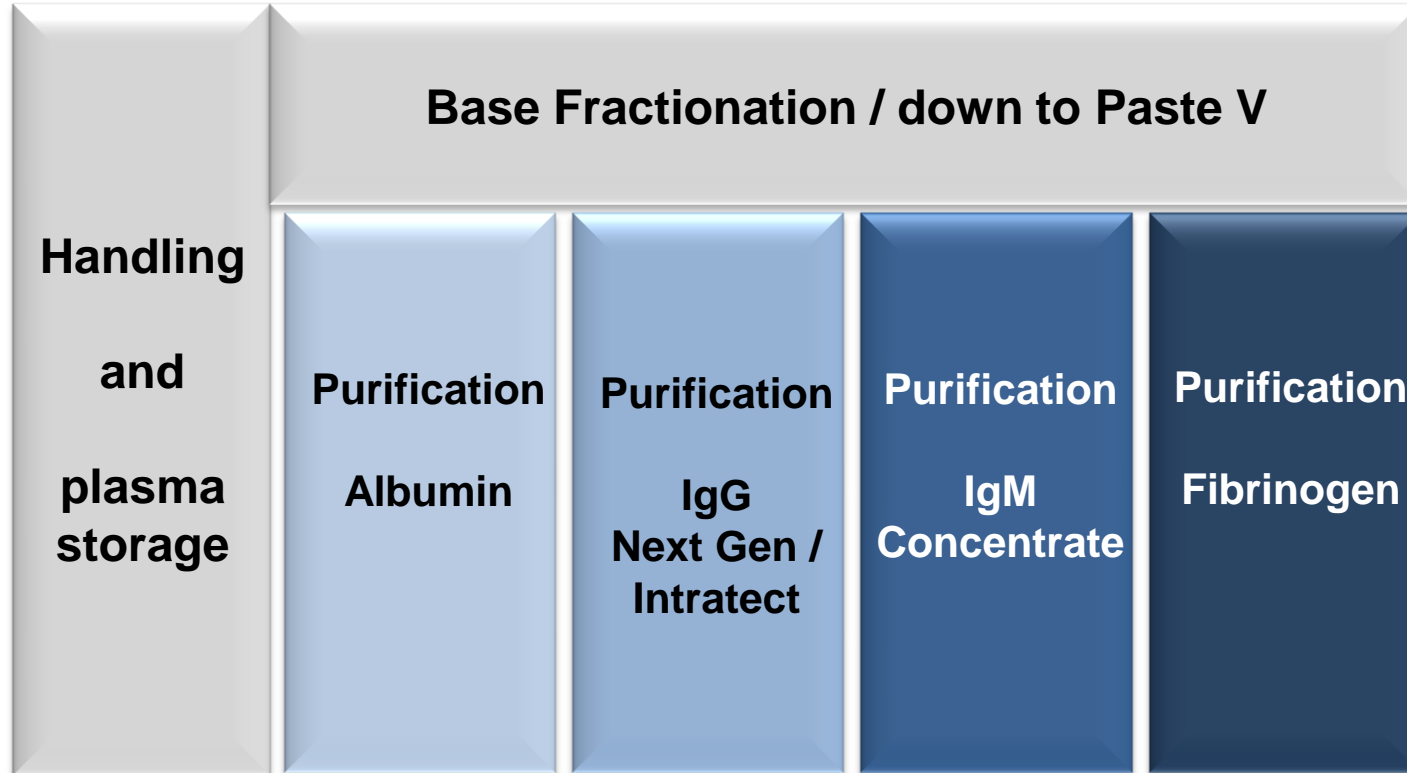 Base Fractionation / down to Paste V
Handling
and
plasma
storage
Purification
Albumin
Purification
IgG
Next Gen /
Intratect
Purification
IgM
Concentrate
Purification
Fibrinogen